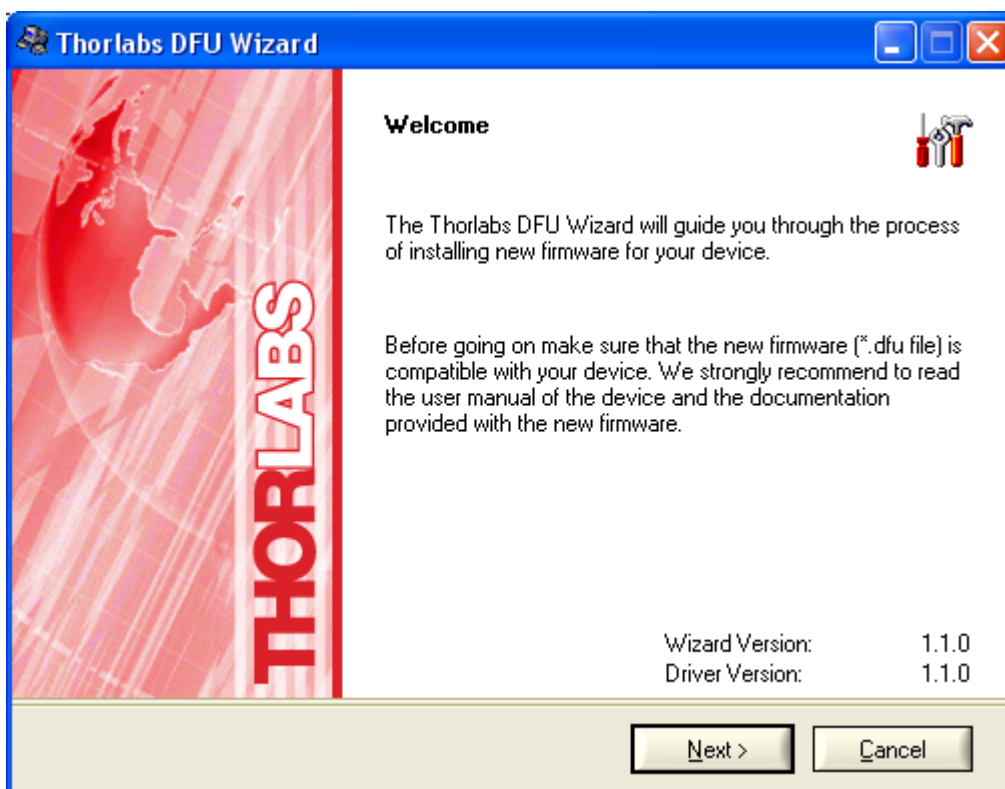 Thorlabs DFU Wizard
THORLABS
Welcome
The Thorlabs DFU Wizard will guide you through the process
of installing new firmware for your device.
Before going on make sure that the new firmware (*.dfu file) is
compatible with your device. We strongly recommend to read
the user manual of the device and the documentation
provided with the new firmware.
Wizard Version: 1.1.0
Driver Version: 1.1.0
Next > Cancel